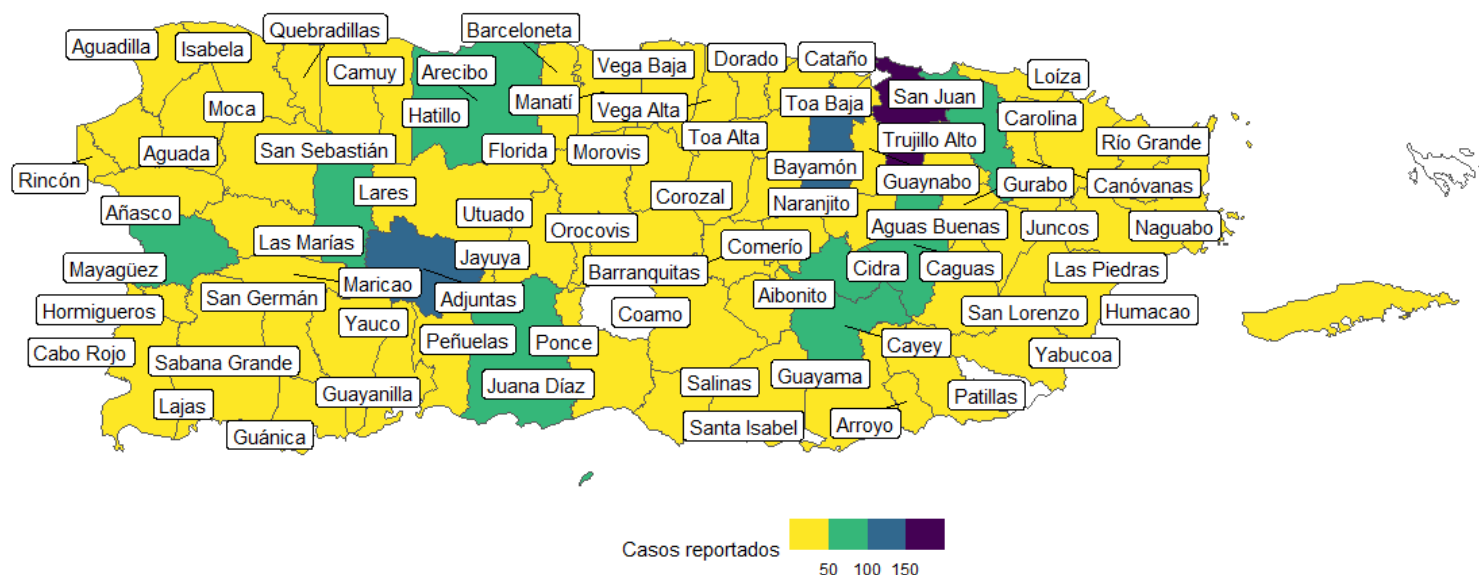 Quebradillas
Barceloneta
Aguadilla
Isabela
Camuy
Arecibo
Vega Baja
Dorado
Cataño
Loíza
Moca
Hatillo
Manatí
Vega Alta
Toa Baja
San Juan
Carolina
Aguada
San Sebastián
Florida
Morovis
Toa Alta
Trujillo Alto
Río Grande
Rincón
Lares
Bayamón
Guaynabo
Gurabo
Canóvanas
Añasco
Utuado
Corozal
Naranjito
Las Marías
Jayuya
Orocovis
Comerío
Aguas Buenas
Juncos
Naguabo
Mayagüez
Maricao
Adjuntas
Barranquitas
Cidra
Caguas
Las Piedras
Hormigueros
San Germán
Yauco
Coamo
Aibonito
San Lorenzo
Humacao
Cabo Rojo
Sabana Grande
Peñuelas
Ponce
Cayey
Yabucoa
Lajas
Guayanilla
Juana Díaz
Salinas
Guayama
Patillas
Guánica
Santa Isabel
Arroyo
Casos reportados
50 100 150